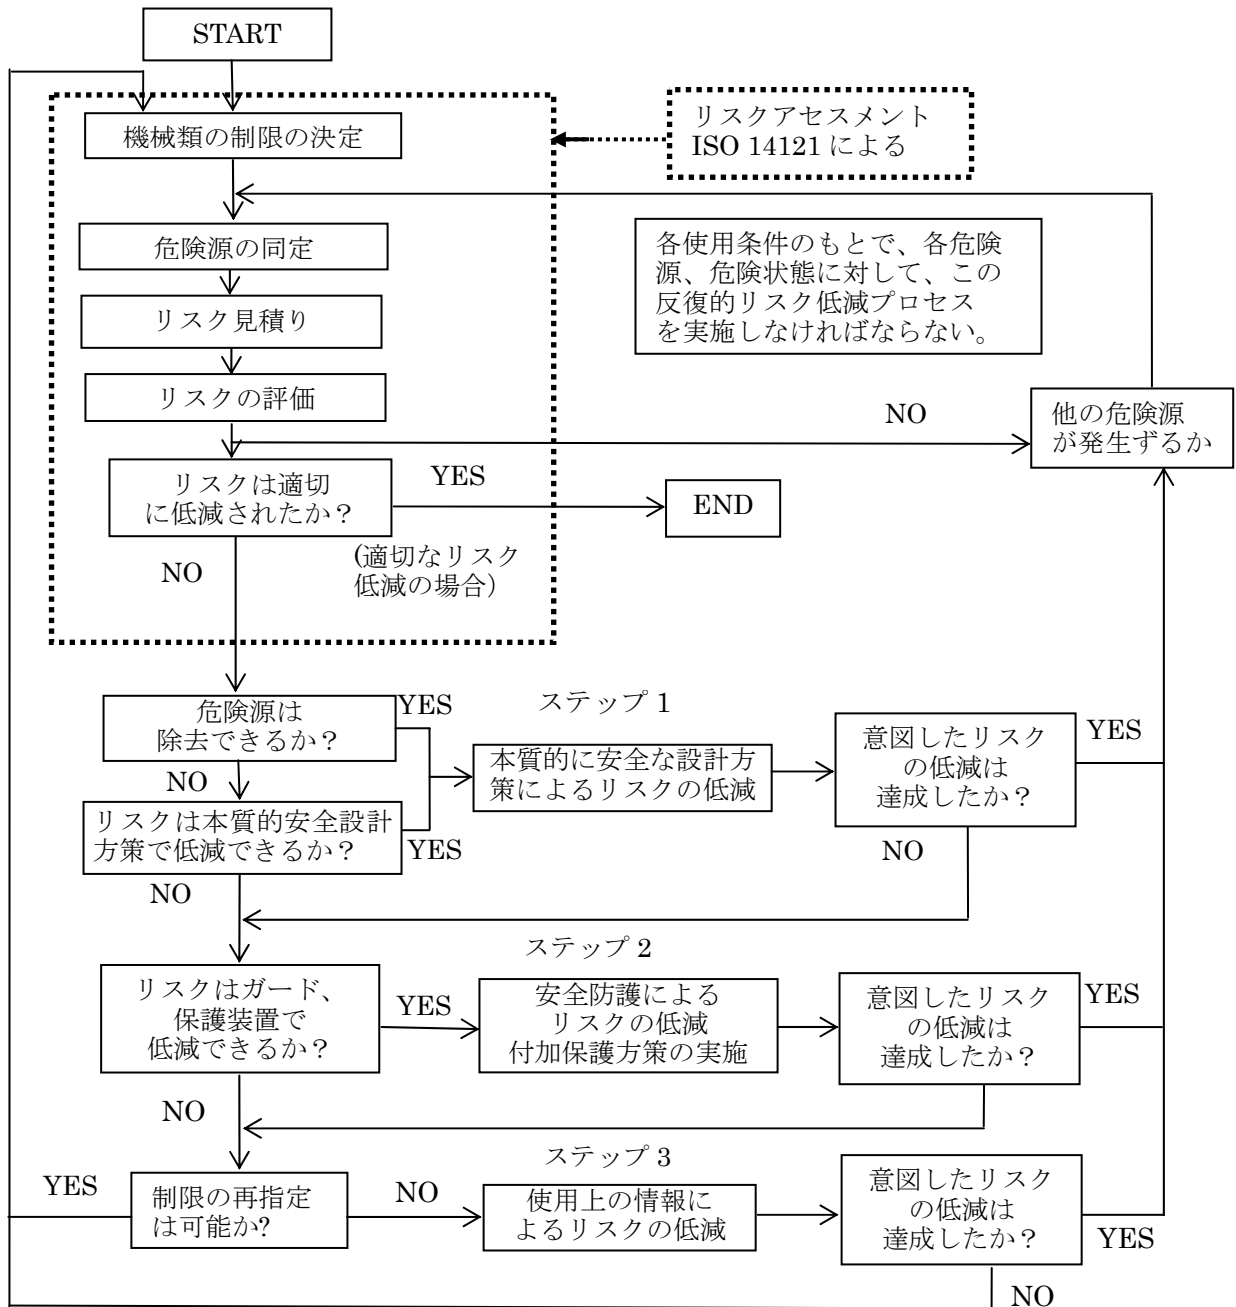 START
機械類の制限の決定
リスクアセスメント
ISO 14121 による
危険源の同定
各使用条件のもとで、各危険
源、危険状態に対して、この
反復的リスク低減プロセス
を実施しなければならない。
リスク見積り
リスクの評価
NO
他の危険源
が発生ずるか
リスクは適切
に低減されたか？
YES
END
(適切なリスク
低減の場合）
NO
危険源は
除去できるか？
YES
ステップ 1
本質的に安全な設計方
策によるリスクの低減
意図したリスク
の低減は
達成したか？
YES
NO
リスクは本質的安全設計
方策で低減できるか？
YES
NO
NO
ステップ 2
リスクはガード、
保護装置で
低減できるか？
YES
安全防護による
リスクの低減
付加保護方策の実施
意図したリスク
の低減は
達成したか？
YES
NO
ステップ 3
YES
制限の再指定
は可能か?
NO
使用上の情報に
よるリスクの低減
意図したリスク
の低減は
達成したか？
YES
NO